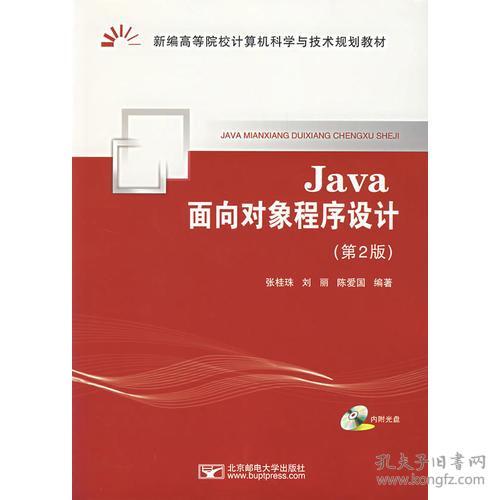 新编高等院校计算机科学与技术规划教材
JAVA MIANXIANG DUIXIANG CHENGXU SHEJI
Java
面向对象程序设计
(第2版)
张桂珠 刘 丽 陈爱国 编著
内附光盘
北京邮电大学出版社
www.buptpress.com
孔夫子旧书网
www.kongfz.com